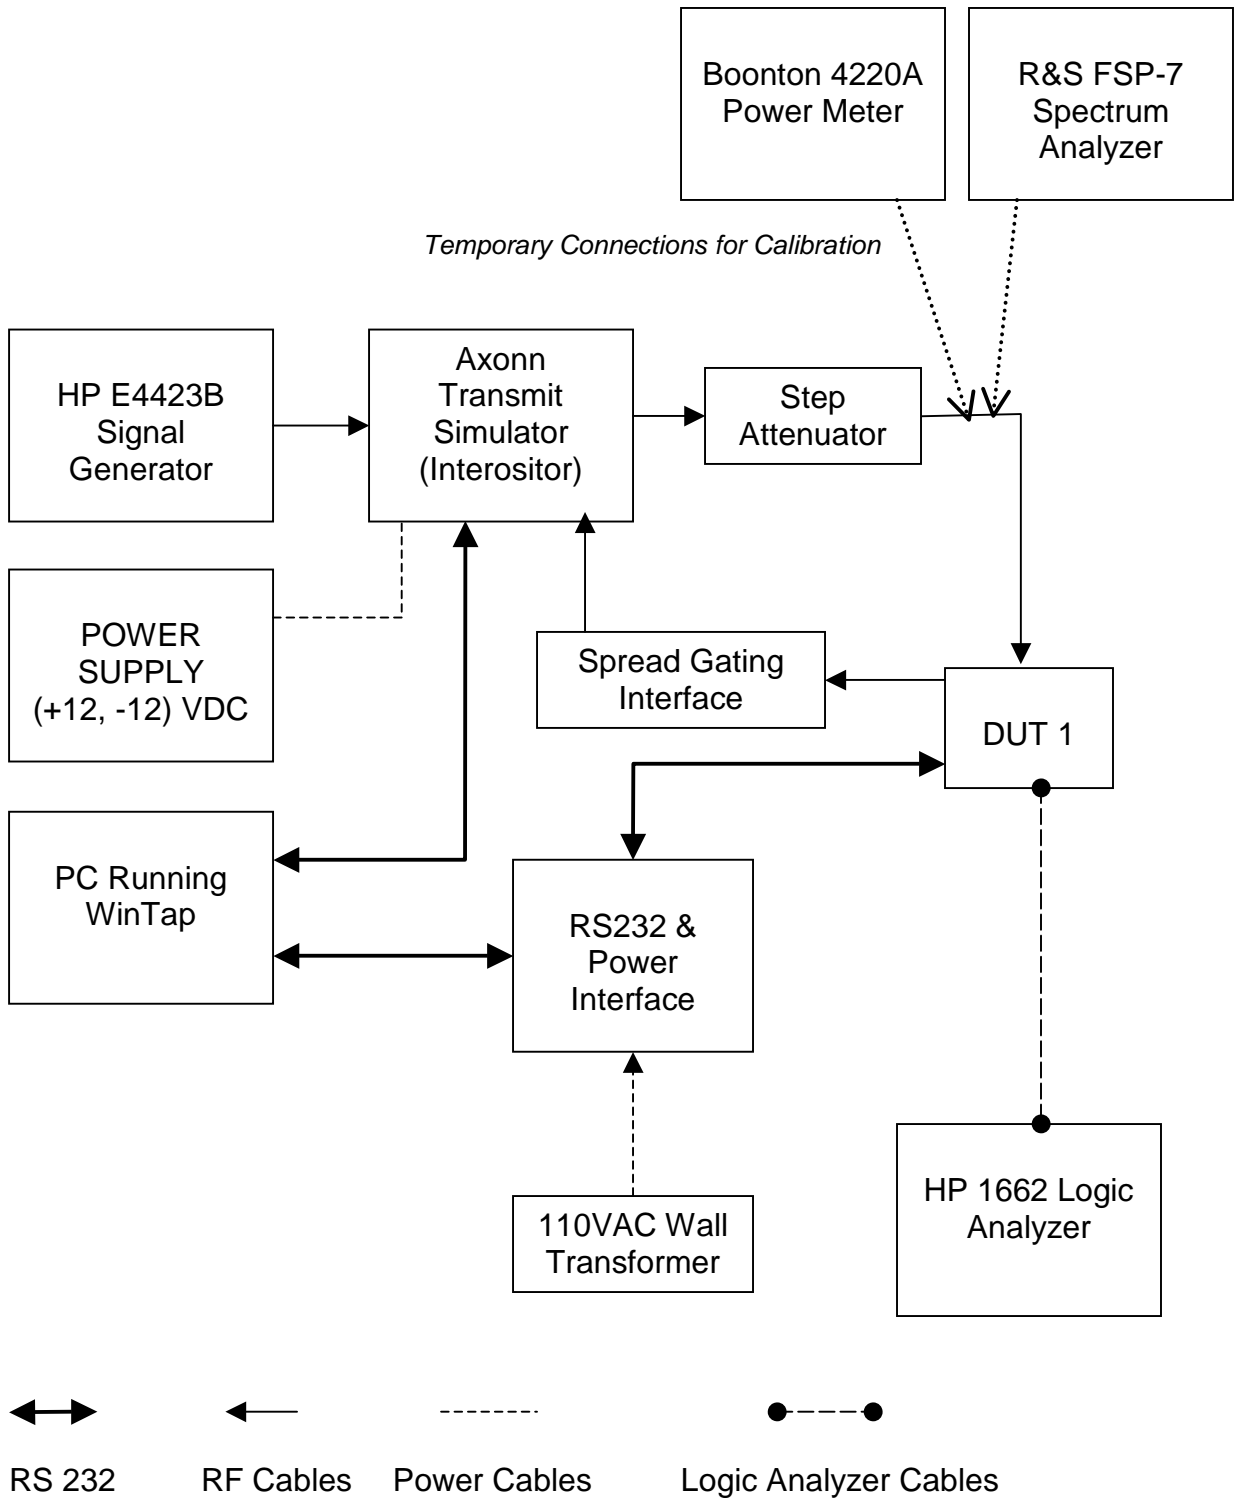 Boonton 4220A
Power Meter
R&S FSP-7
Spectrum
Analyzer
Temporary Connections for Calibration
HP E4423B
Signal
Generator
Axonn
Transmit
Simulator
(Interositor)
Step
Attenuator
POWER
SUPPLY
(+12, -12) VDC
Spread Gating
Interface
DUT 1
PC Running
WinTap
RS232 &
Power
Interface
110VAC Wall
Transformer
HP 1662 Logic
Analyzer
RS 232
RF Cables
Power Cables
Logic Analyzer Cables